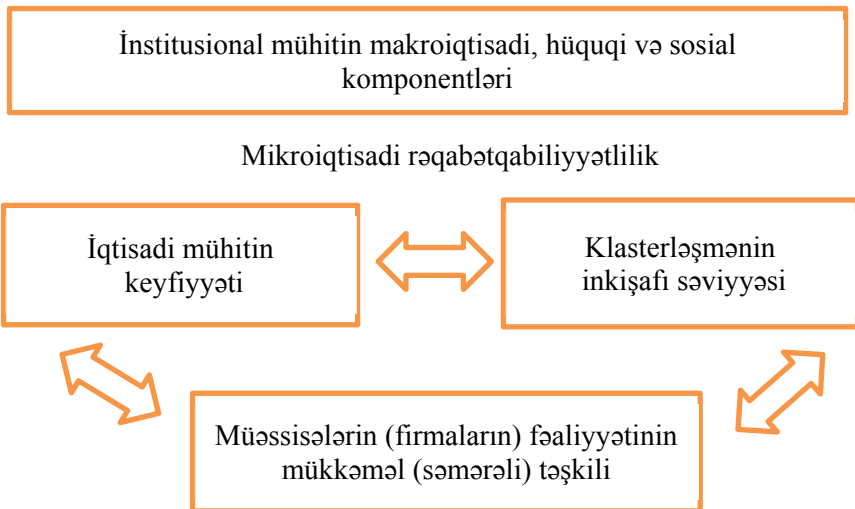 İnstitusional mühitin makroiqtisadi, hüquqi və sosial
komponentləri
Mikroiqtisadi rəqabətqabiliyyətlilik
İqtisadi mühitin
keyfiyyəti
Klasterləşmənin
inkişafı səviyyəsi
Müəssisələrin (firmaların) fəaliyyətinin
mükkəməl (səmərəli) təşkili